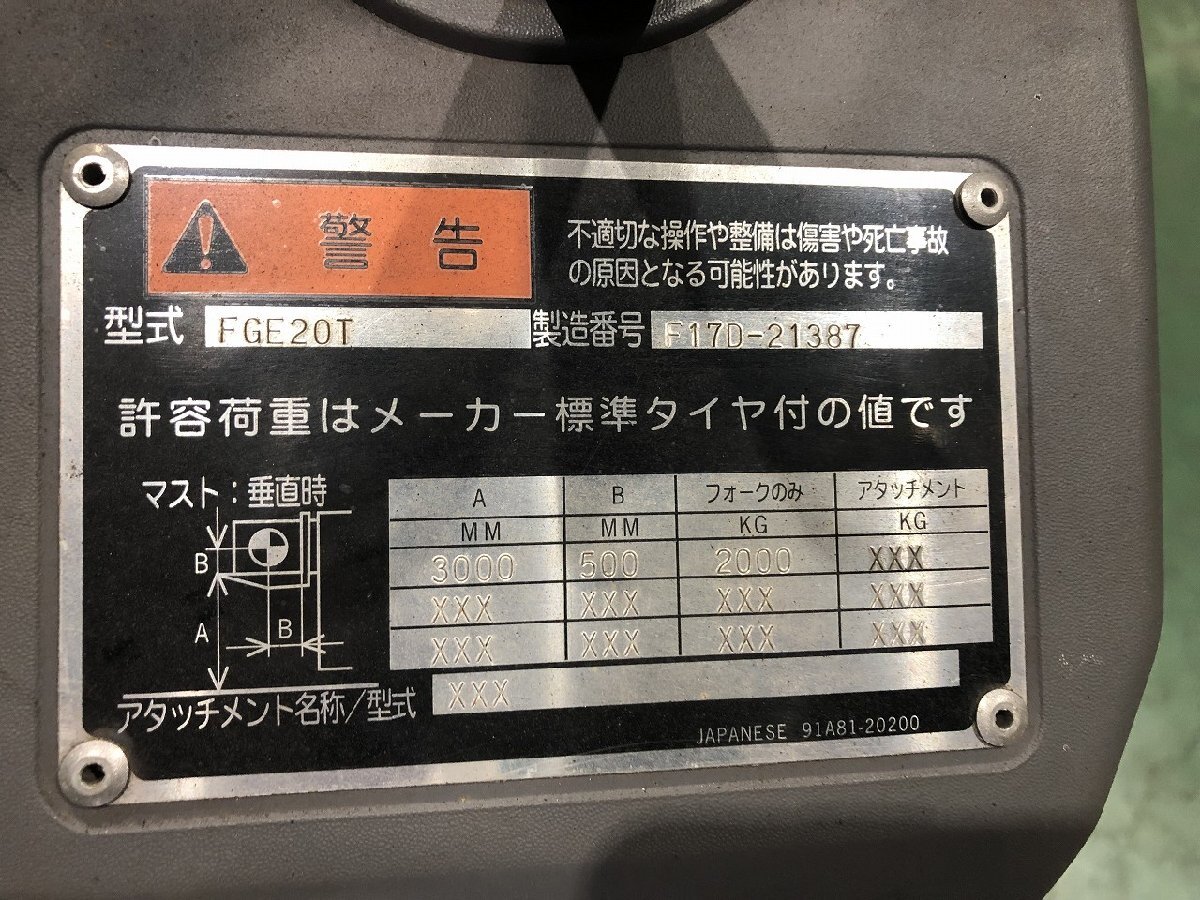 警告
不適切な操作や整備は傷害や死亡事故
の原因となる可能性があります。
型式 FGE20T 製造番号 F17D-21387
許容荷重はメーカー標準タイヤ付の値です
マスト：垂直時
B
A
B
A B フォークのみ アタッチメント
MM MM KG KG
3000 500 2000 XXX
XXX XXX XXX XXX
XXX XXX XXX XXX
アタッチメント名称/型式 XXX
JAPANESE 91A81-20200